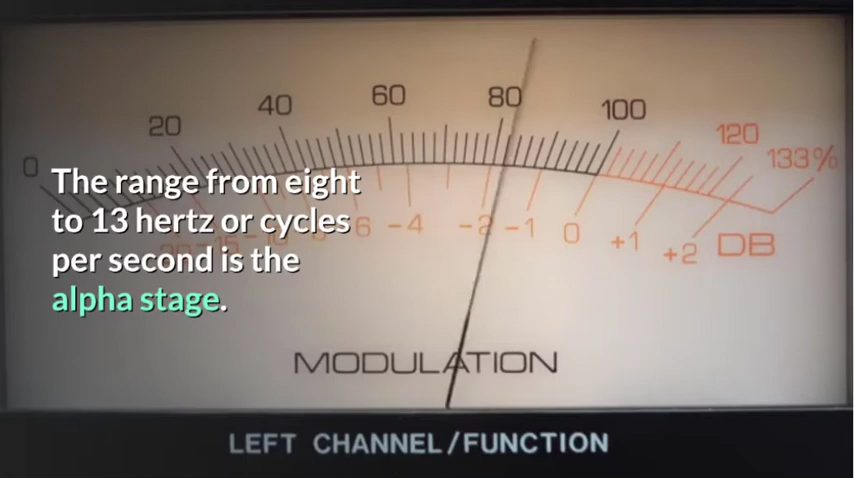 0 20 40 60 80 100 120 133%
The range from eight
to 13 hertz or cycles
per second is the
alpha stage.
6 -4 -2 -1 0 +1 +2 DB
MODULATION
LEFT CHANNEL/FUNCTION